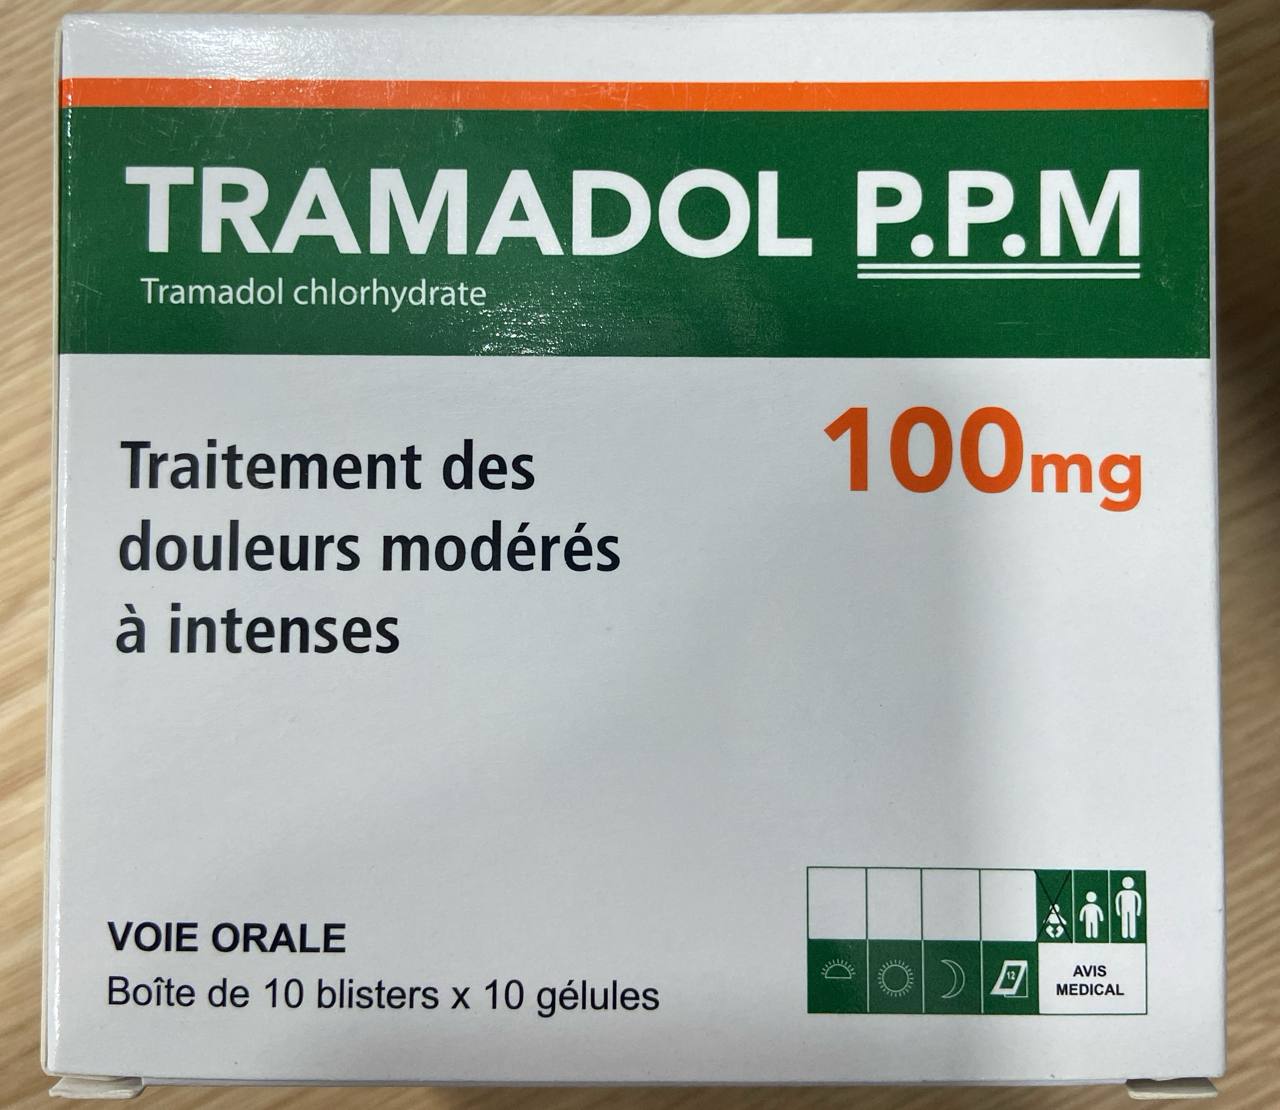 TRAMADOL P.P.M
Tramadol chlorhydrate
100mg
Traitement des
douleurs modérés
à intenses
VOIE ORALE
Boîte de 10 blisters x 10 gélules
12
AVIS
MEDICAL